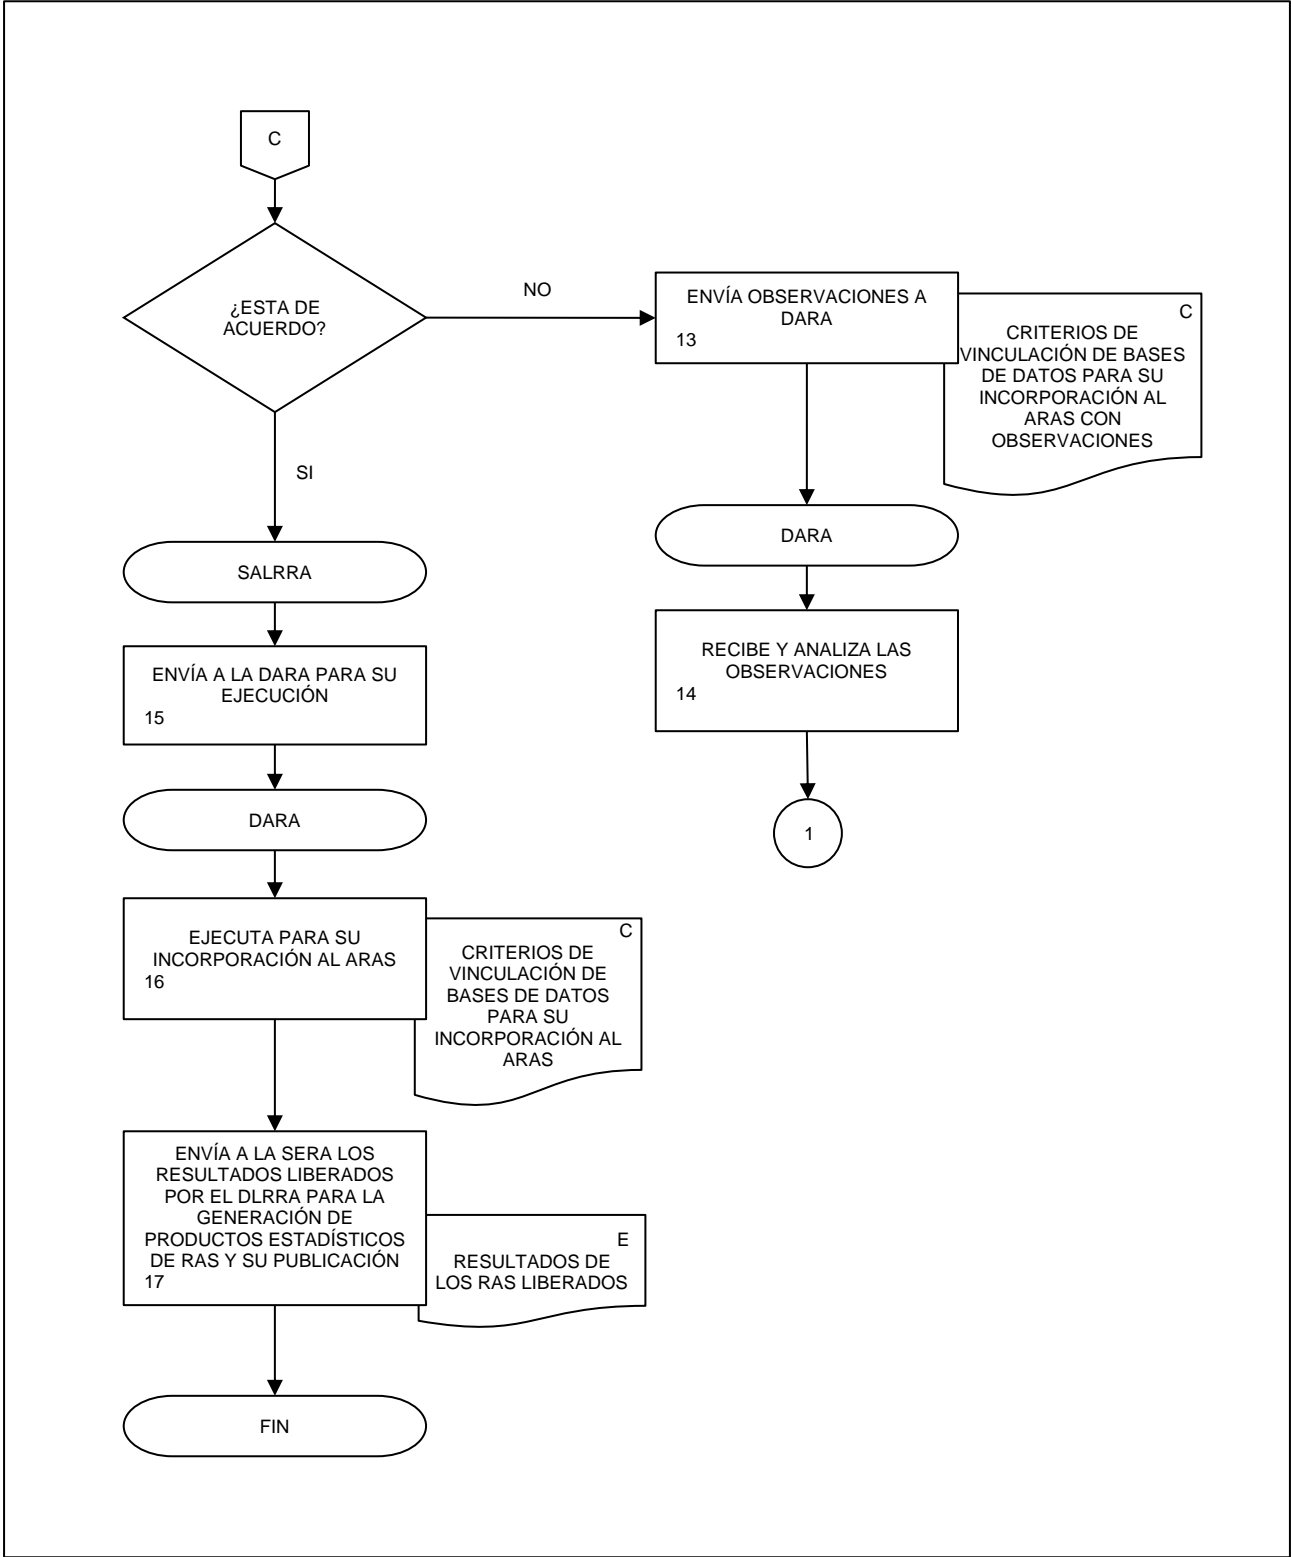 C
¿ESTA DE
ACUERDO?
NO
ENVÍA OBSERVACIONES A
DARA
13
C
CRITERIOS DE
VINCULACIÓN DE BASES
DE DATOS PARA SU
INCORPORACIÓN AL
ARAS CON
OBSERVACIONES
SI
DARA
SALRRA
RECIBE Y ANALIZA LAS
OBSERVACIONES
14
ENVÍA A LA DARA PARA SU
EJECUCIÓN
15
DARA
1
EJECUTA PARA SU
INCORPORACIÓN AL ARAS
16
C
CRITERIOS DE
VINCULACIÓN DE
BASES DE DATOS
PARA SU
INCORPORACIÓN AL
ARAS
ENVÍA A LA SERA LOS
RESULTADOS LIBERADOS
POR EL DLRRA PARA LA
GENERACIÓN DE
PRODUCTOS ESTADÍSTICOS
DE RAS Y SU PUBLICACIÓN
17
E
RESULTADOS DE
LOS RAS LIBERADOS
FIN